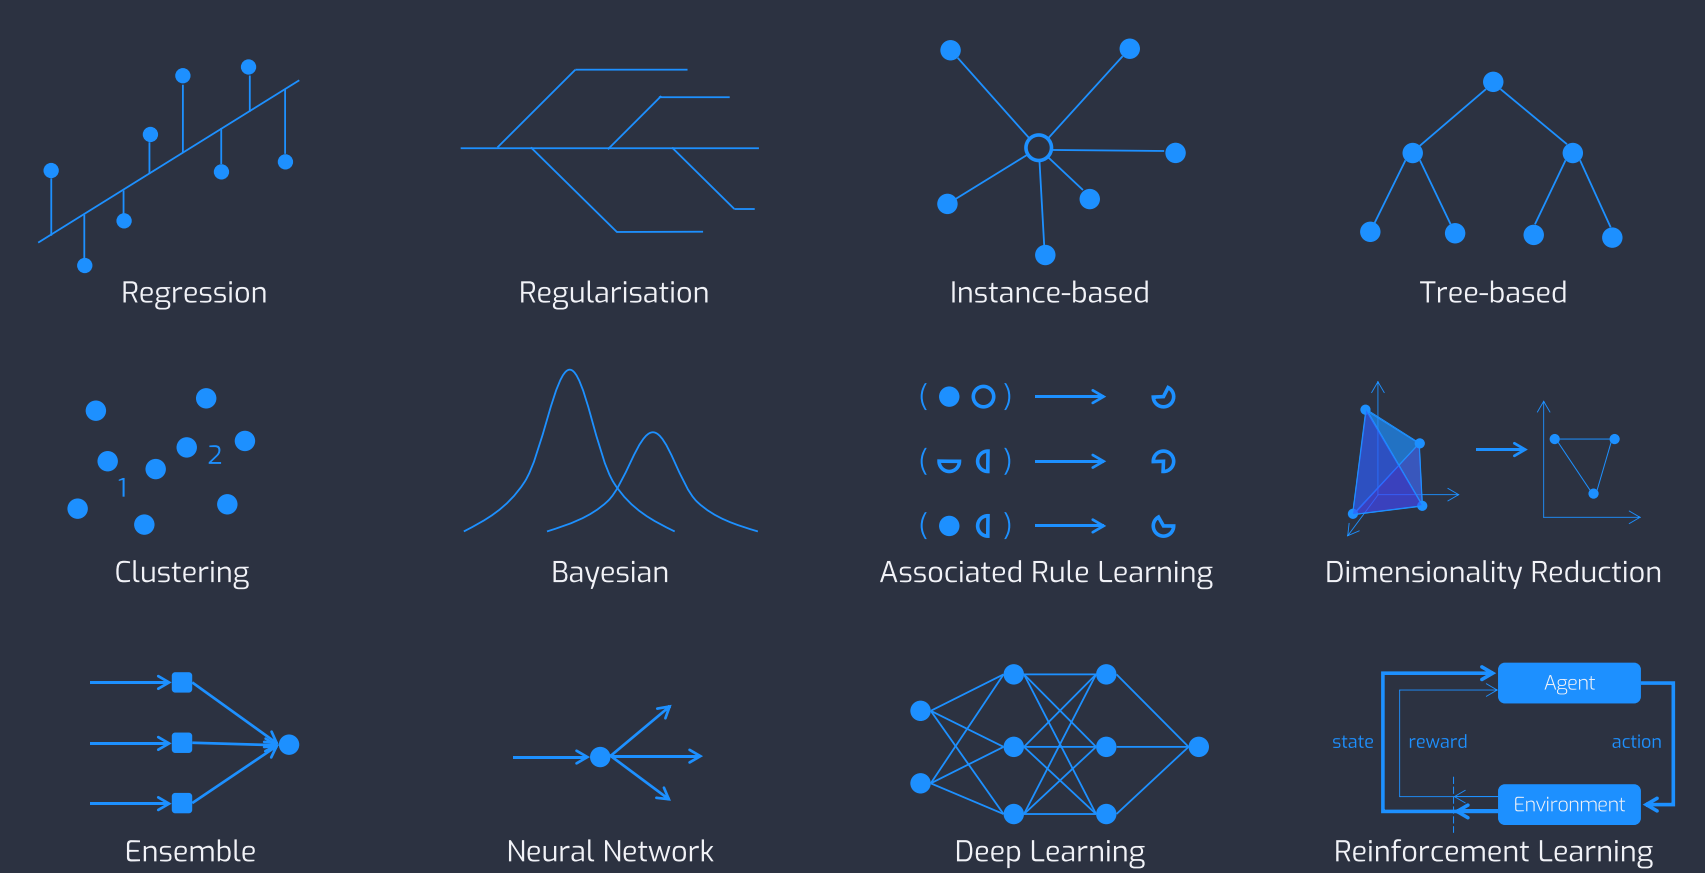 Regression
Regularisation
Instance-based
Tree-based
1
2
Clustering
Bayesian
( )
( )
( )
Associated Rule Learning
Dimensionality Reduction
Ensemble
Neural Network
Deep Learning
Agent
state
reward
action
Environment
Reinforcement Learning